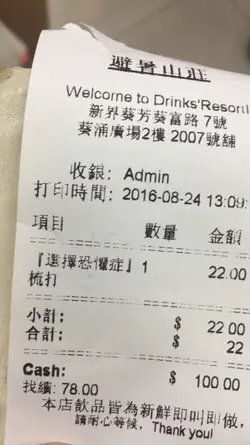 避暑山莊
Welcome to Drinks'Resort!
新界葵芳葵富路 7號
葵涌廣場2樓 2007號舖
收銀: Admin
打印時間: 2016-08-24 13:09:
項目 數量 金額
『選擇恐懼症』1 22.00
梳打
小計: $ 22 00
合計: $ 22
Cash: $ 100 00
找續: 78.00
本店飲品皆為新鮮即叫即做,
請耐心等候, Thank you!